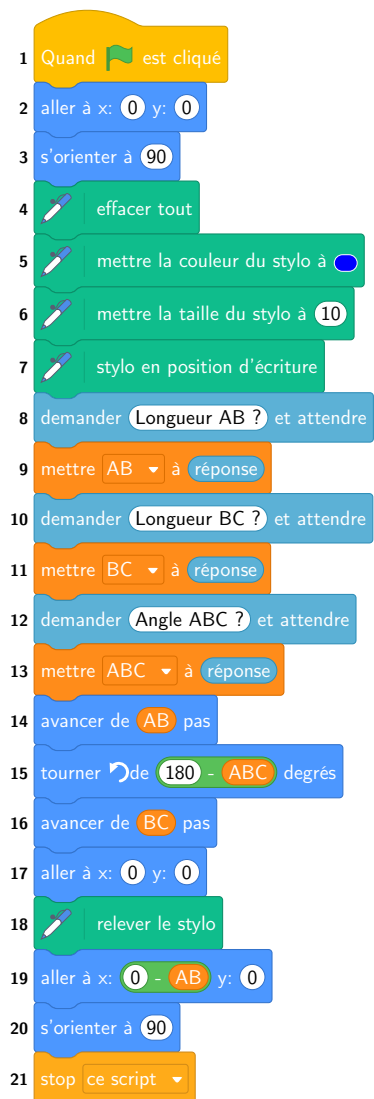 1 Quand est cliqué
2 aller à x: 0 y: 0
3 s'orienter à 90
4 effacer tout
5 mettre la couleur du stylo à
6 mettre la taille du stylo à 10
7 stylo en position d'écriture
8 demander Longueur AB ? et attendre
9 mettre AB à réponse
10 demander Longueur BC ? et attendre
11 mettre BC à réponse
12 demander Angle ABC ? et attendre
13 mettre ABC à réponse
14 avancer de AB pas
15 tourner de 180 - ABC degrés
16 avancer de BC pas
17 aller à x: 0 y: 0
18 relever le stylo
19 aller à x: 0 - AB y: 0
20 s'orienter à 90
21 stop ce script